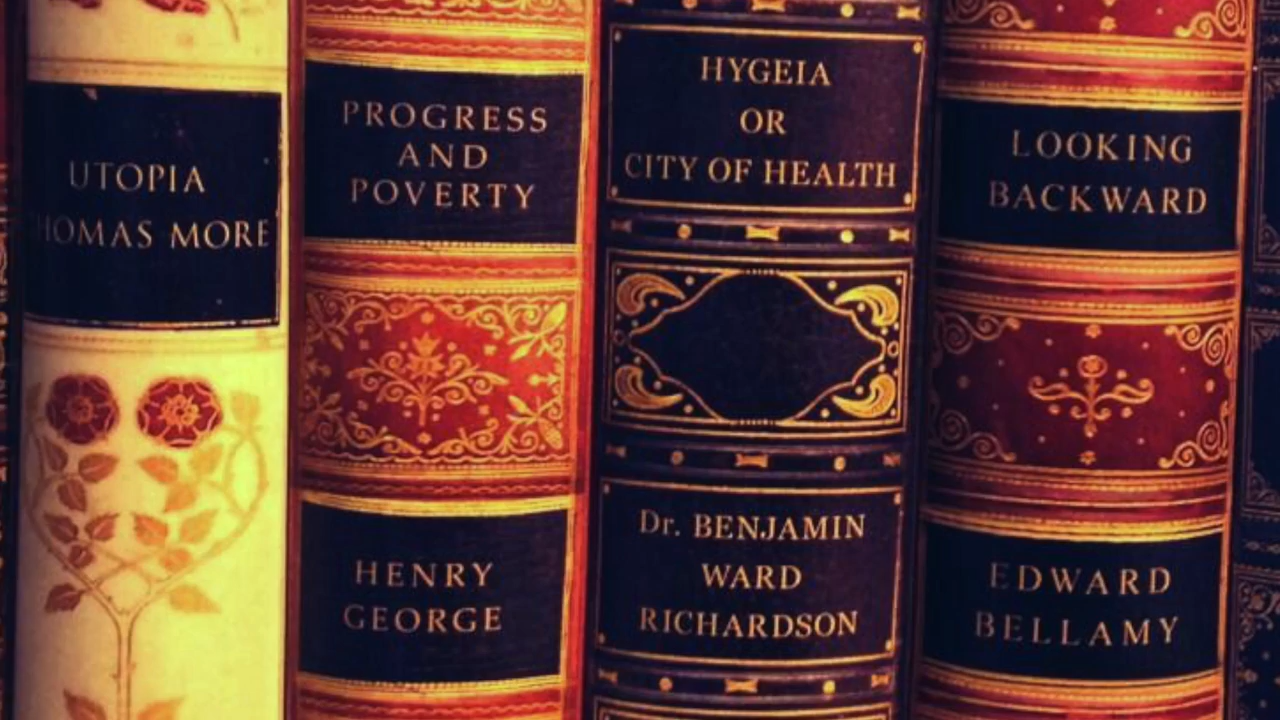 UTOPIA
THOMAS MORE
PROGRESS
AND
POVERTY
HENRY
GEORGE
HYGEIA
OR
CITY OF HEALTH
Dr. BENJAMIN
WARD
RICHARDSON
LOOKING
BACKWARD
EDWARD
BELLAMY